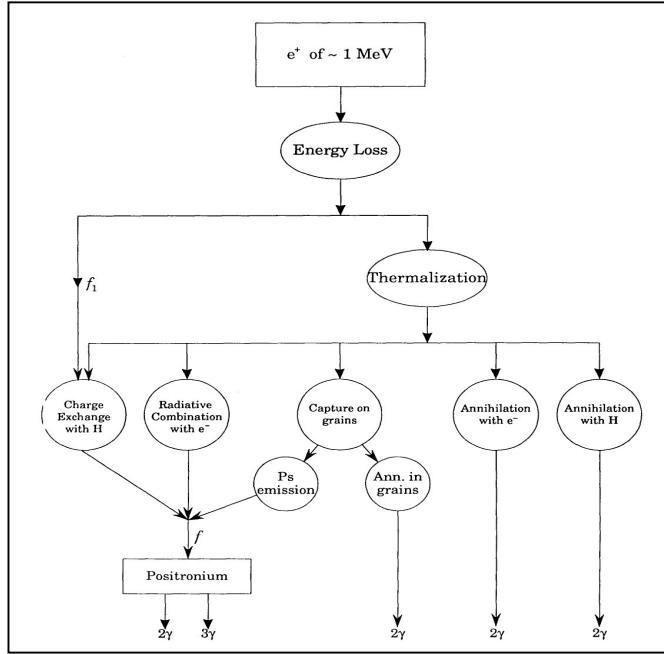 e⁺ of ~ 1 MeV
Energy Loss
f₁
Thermalization
Charge
Exchange
with H
Radiative
Combination
with e⁻
Capture on
grains
Annihilation
with e⁻
Annihilation
with H
Ps
emission
Ann. in
grains
f
Positronium
2γ
3γ
2γ
2γ
2γ